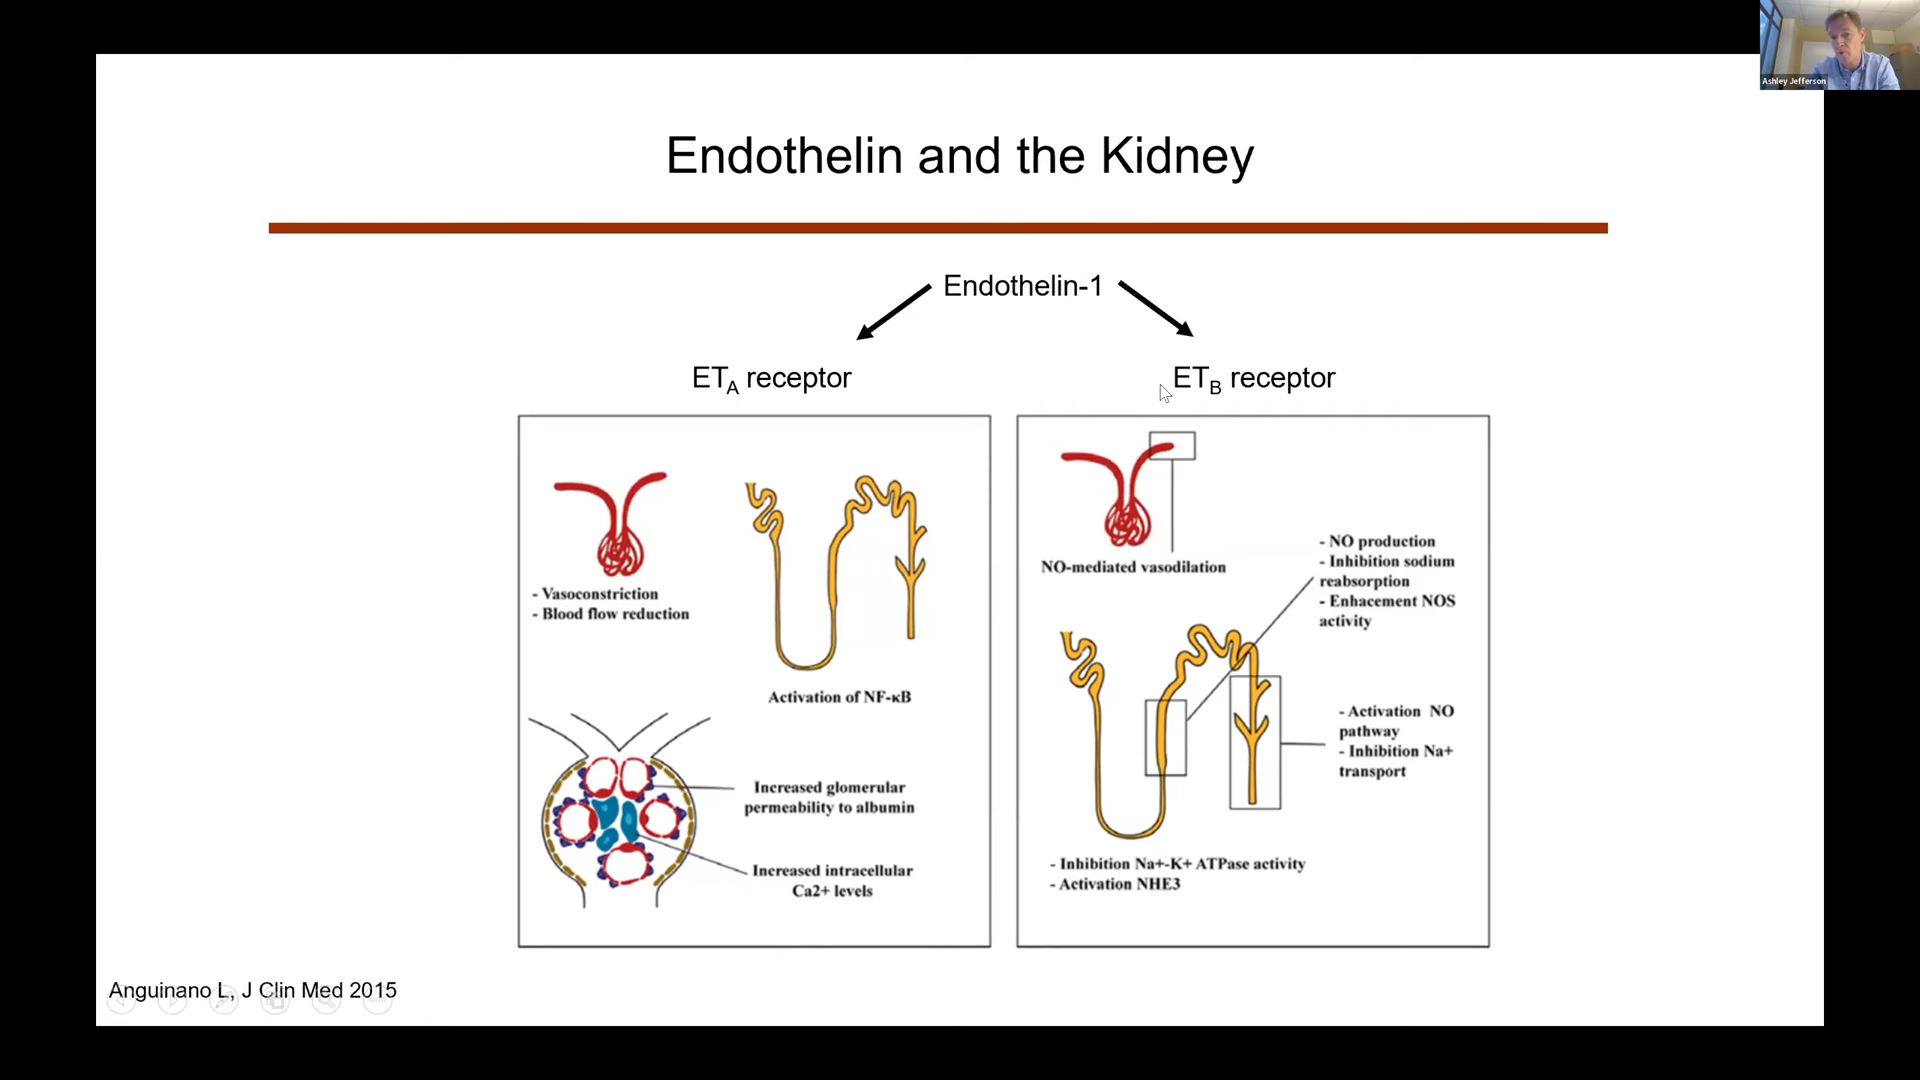 Ashley Jefferson
Endothelin and the Kidney
Endothelin-1
ETA receptor
ETB receptor
- Vasoconstriction
- Blood flow reduction
Activation of NF-κB
Increased glomerular
permeability to albumin
Increased intracellular
Ca2+ levels
NO-mediated vasodilation
- NO production
- Inhibition sodium
reabsorption
- Enhacement NOS
activity
- Activation NO
pathway
- Inhibition Na+
transport
- Inhibition Na+-K+ ATPase activity
- Activation NHE3
Anguinano L, J Clin Med 2015